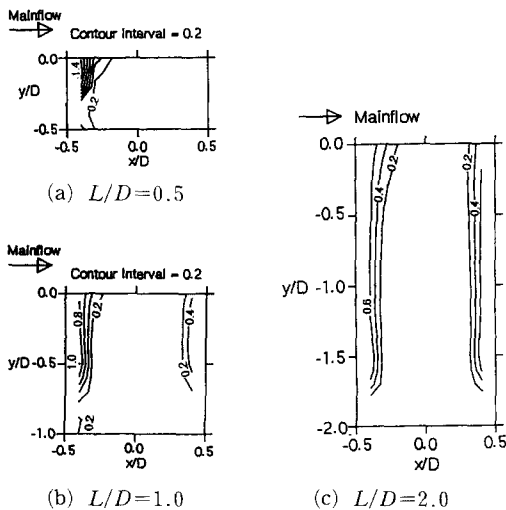 Mainflow
Contour interval = 0.2
0.0
1.4
0.2
y/D
-0.5
-0.5 0.0 0.5
x/D
(a) L/D=0.5
Mainflow
Contour interval = 0.2
0.0
0.8
0.2
0.4
y/D -0.5
1.0
0.2
0.2
-1.0
-0.5 0.0 0.5
x/D
(b) L/D=1.0
Mainflow
0.0
0.2
0.2
0.4
0.4
-0.5
y/D -1.0
0.6
-1.5
-2.0
-0.5 0.0 0.5
x/D
(c) L/D=2.0